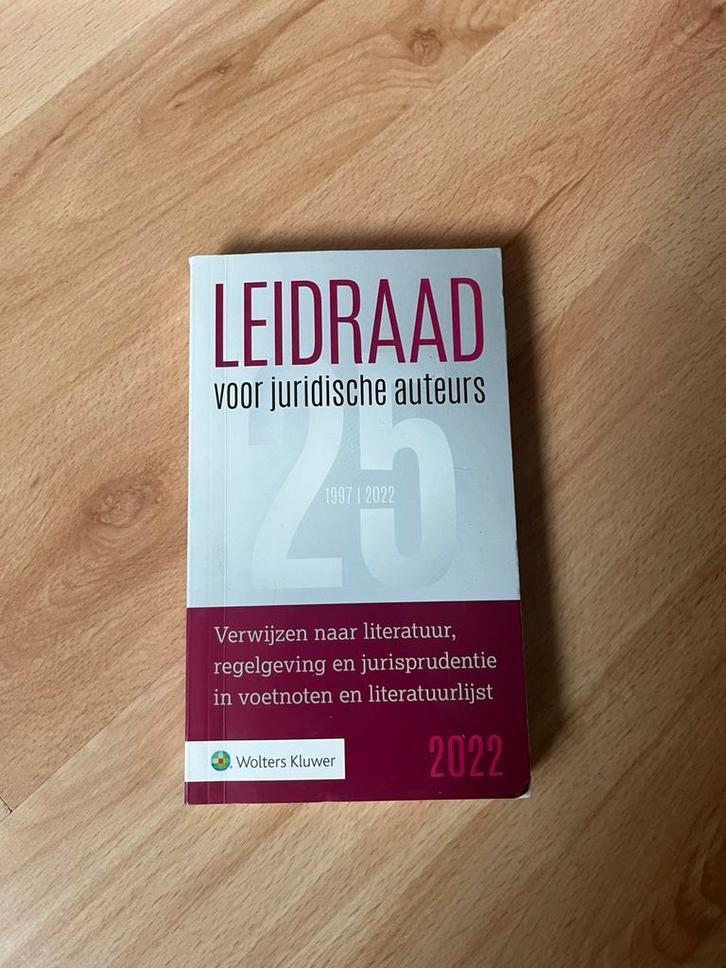 LEIDRAAD
voor juridische auteurs
25
1997 | 2022
Verwijzen naar literatuur,
regelgeving en jurisprudentie
in voetnoten en literatuurlijst
Wolters Kluwer
2022